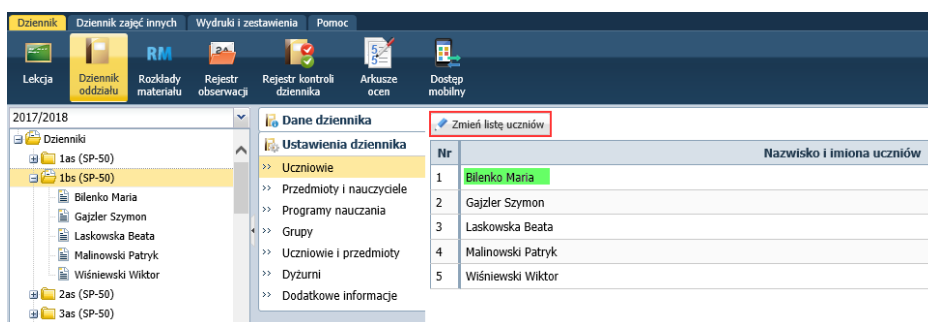 Dziennik Dziennik zajęć innych Wydruki i zestawienia Pomoc
Lekcja Dziennik oddziału Rozkłady materiału Rejestr obserwacji Rejestr kontroli dziennika Arkusze ocen Dostęp mobilny
RM
2017/2018
Dzienniki
1as (SP-50)
1bs (SP-50)
Bilenko Maria
Gajzler Szymon
Laskowska Beata
Malinowski Patryk
Wiśniewski Wiktor
2as (SP-50)
3as (SP-50)
Dane dziennika
Ustawienia dziennika
Uczniowie
Przedmioty i nauczyciele
Programy nauczania
Grupy
Uczniowie i przedmioty
Dyżurni
Dodatkowe informacje
Zmień listę uczniów
Nr Nazwisko i imiona uczniów
1 Bilenko Maria
2 Gajzler Szymon
3 Laskowska Beata
4 Malinowski Patryk
5 Wiśniewski Wiktor